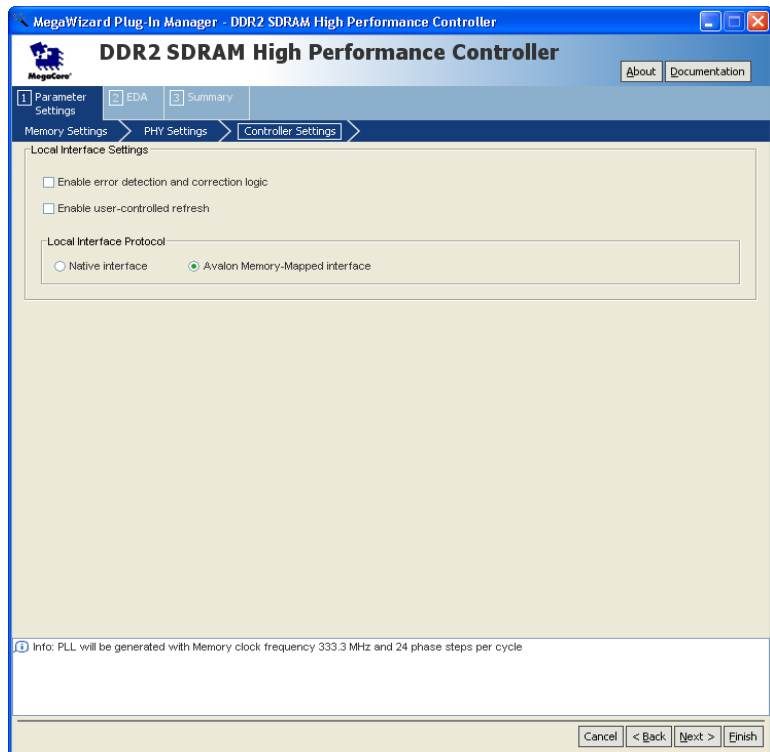 MegaWizard Plug-In Manager - DDR2 SDRAM High Performance Controller
MegaCore'
DDR2 SDRAM High Performance Controller
About Documentation
1 Parameter Settings
2 EDA
3 Summary
Memory Settings PHY Settings Controller Settings
Local Interface Settings
Enable error detection and correction logic
Enable user-controlled refresh
Local Interface Protocol
Native interface Avalon Memory-Mapped interface
Info: PLL will be generated with Memory clock frequency 333.3 MHz and 24 phase steps per cycle
Cancel < Back Next > Finish